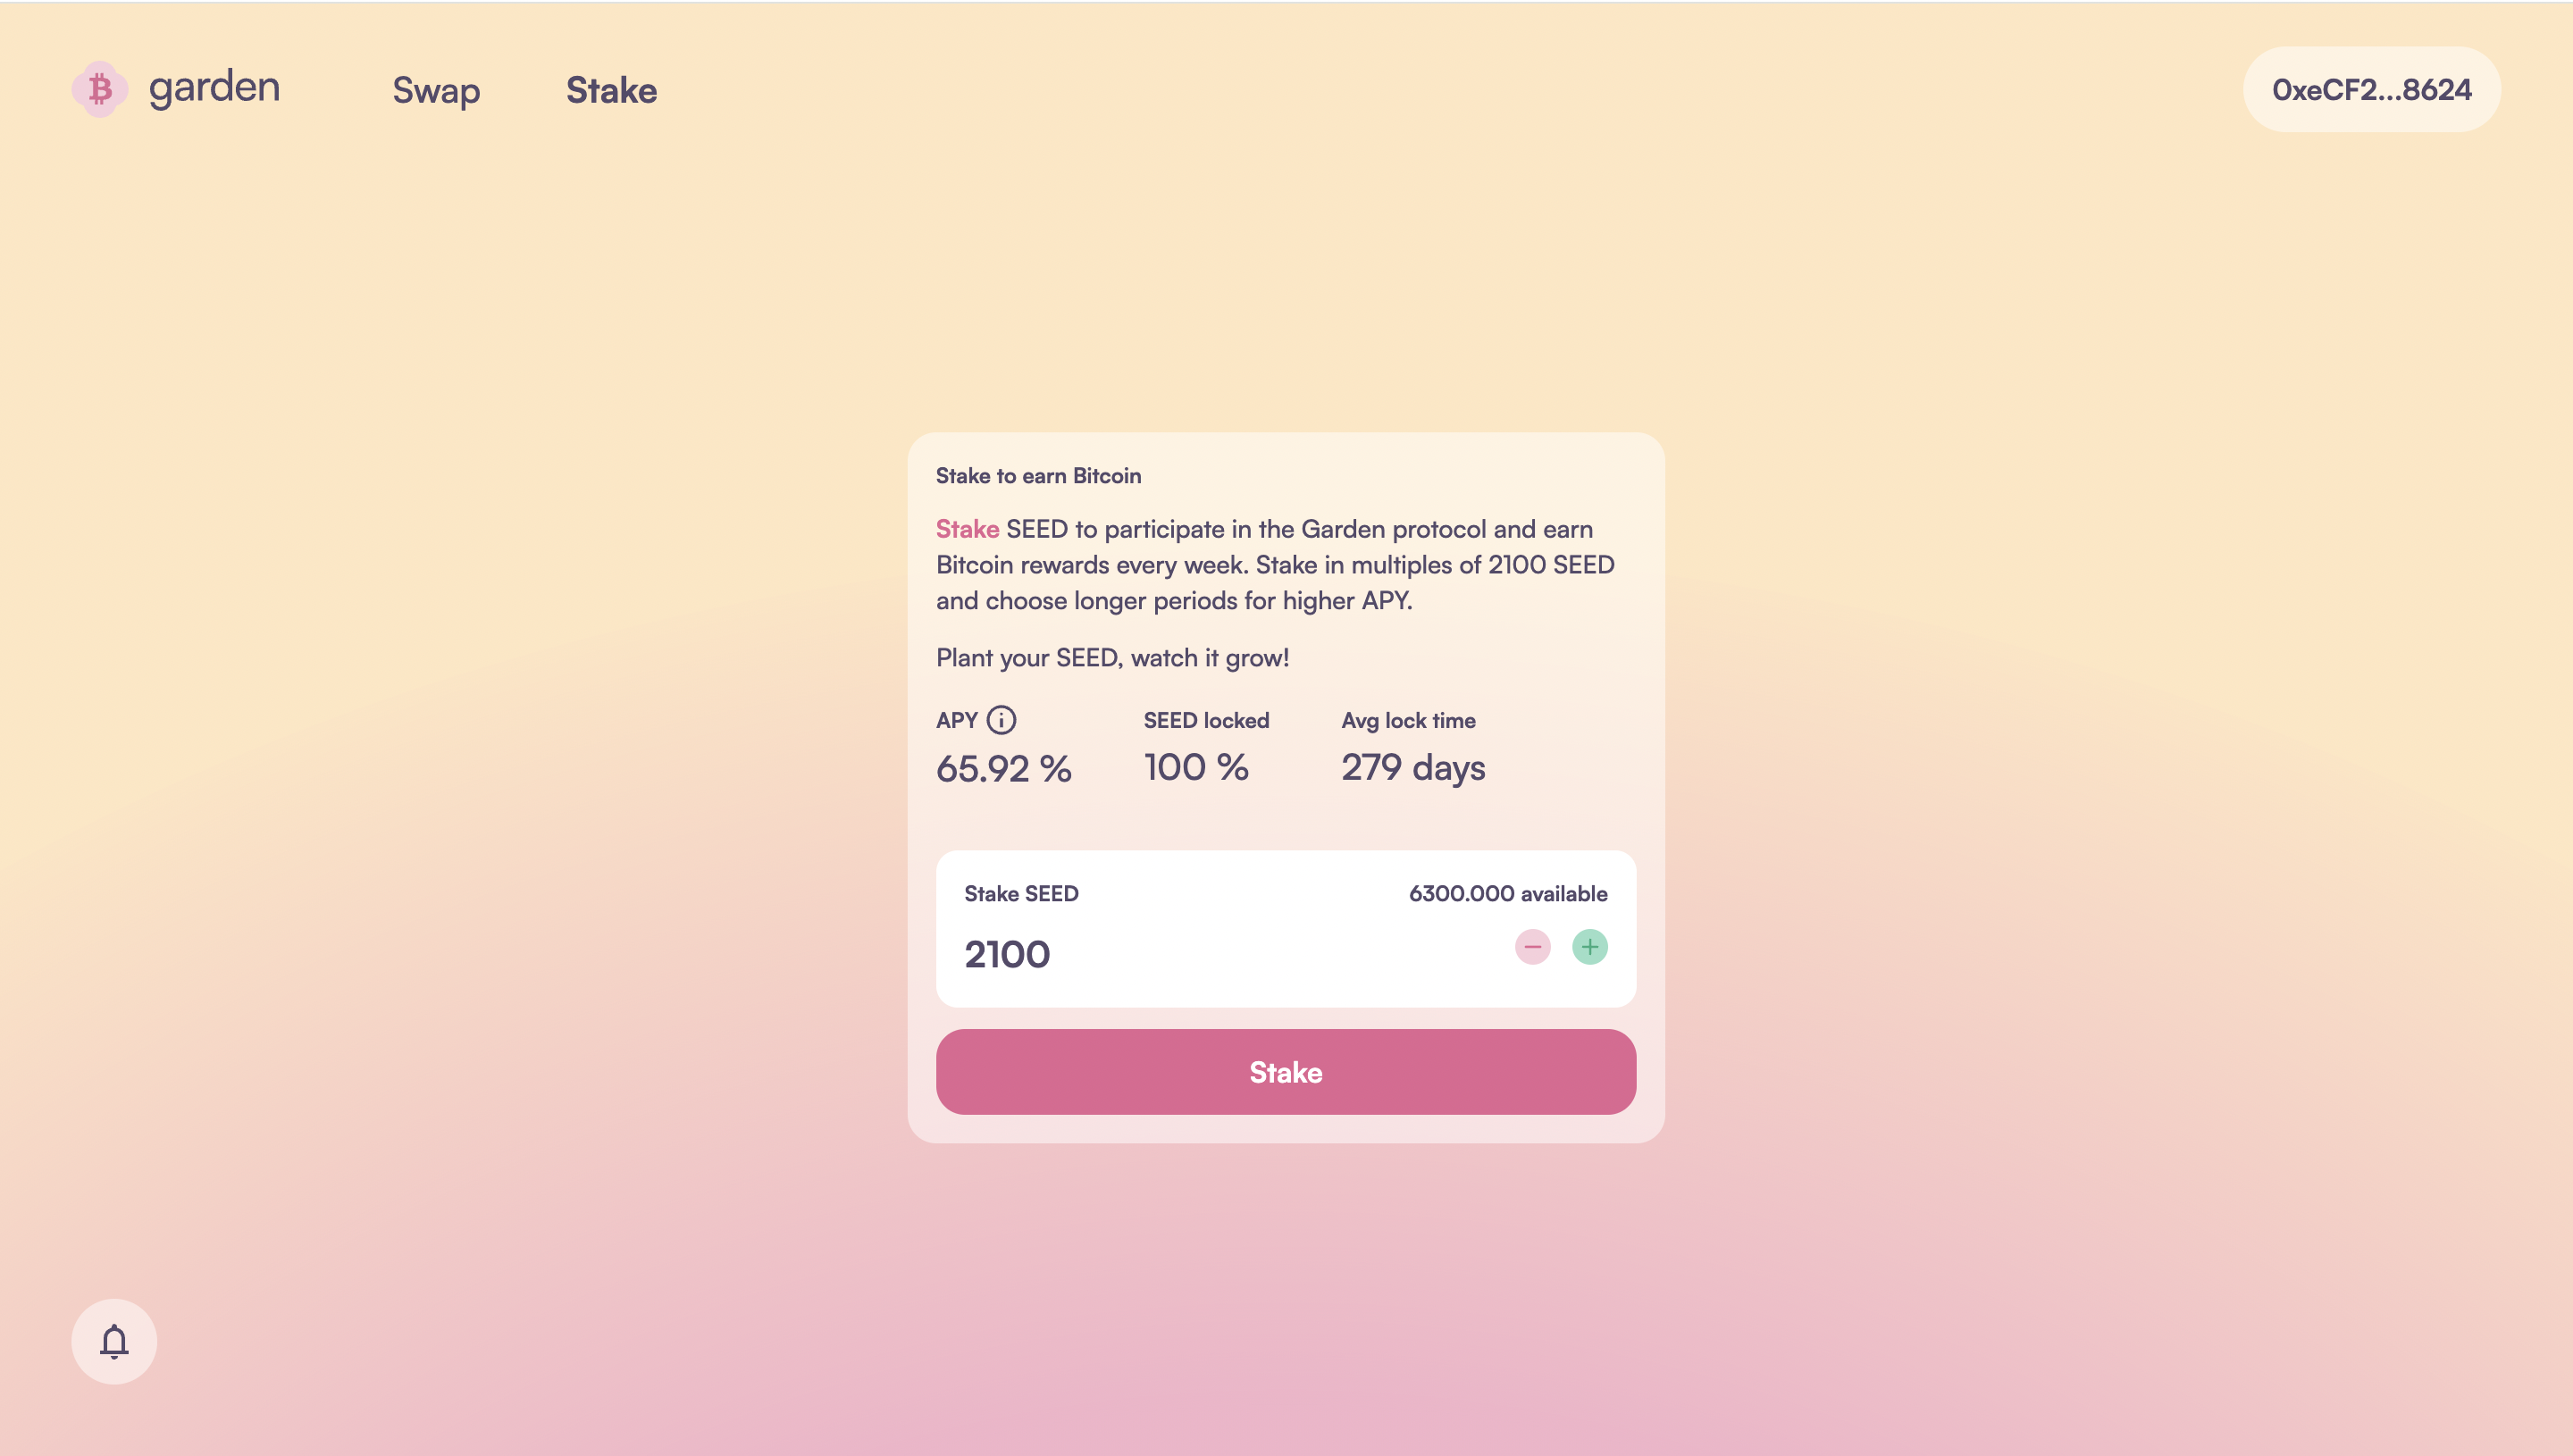 garden
Swap
Stake
0xeCF2...8624
Stake to earn Bitcoin
Stake SEED to participate in the Garden protocol and earn
Bitcoin rewards every week. Stake in multiples of 2100 SEED
and choose longer periods for higher APY.
Plant your SEED, watch it grow!
APY
SEED locked
Avg lock time
65.92 %
100 %
279 days
Stake SEED
6300.000 available
2100
Stake